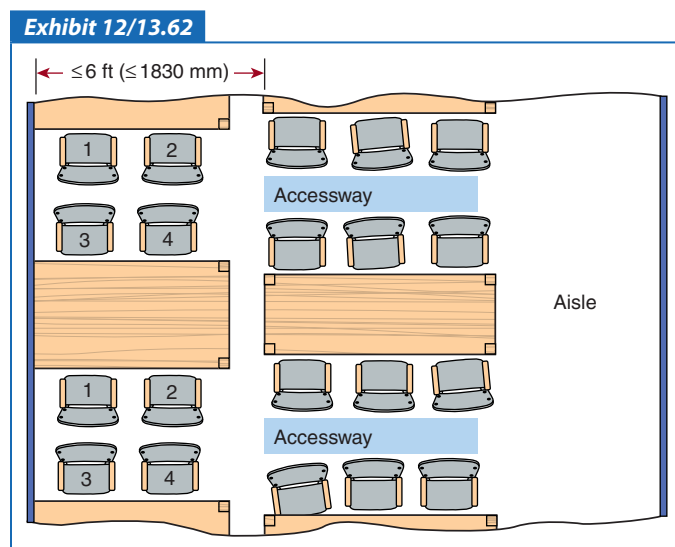 Exhibit 12/13.62
≤6 ft (≤1830 mm)
1 2
Accessway
3 4
Aisle
1 2
Accessway
3 4